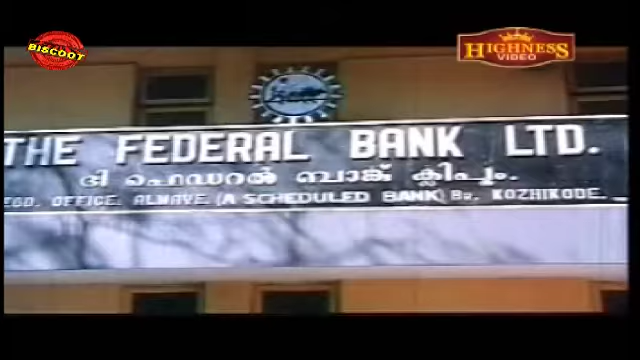 BISCOOT
HIGHNESS
VIDEO
THE FEDERAL BANK LTD.
ദി ഫെഡറൽ ബാങ്ക് ക്ലിപ്തം.
REGD. OFFICE. ALWAYE. (A SCHEDULED BANK) BR. KOZHIKODE.